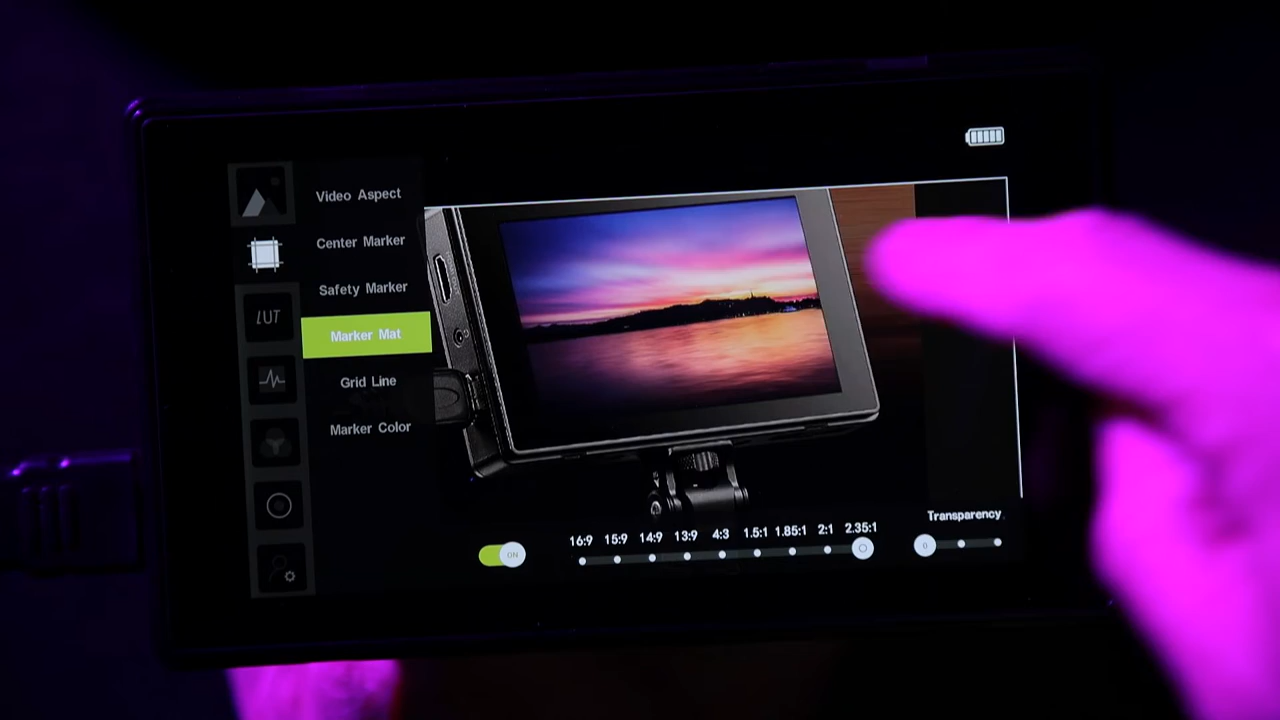 Video Aspect
Center Marker
Safety Marker
LUT
Marker Mat
Grid Line
Marker Color
Transparency
16:9 15:9 14:9 13:9 4:3 1.5:1 1.85:1 2:1 2.35:1
ON
0